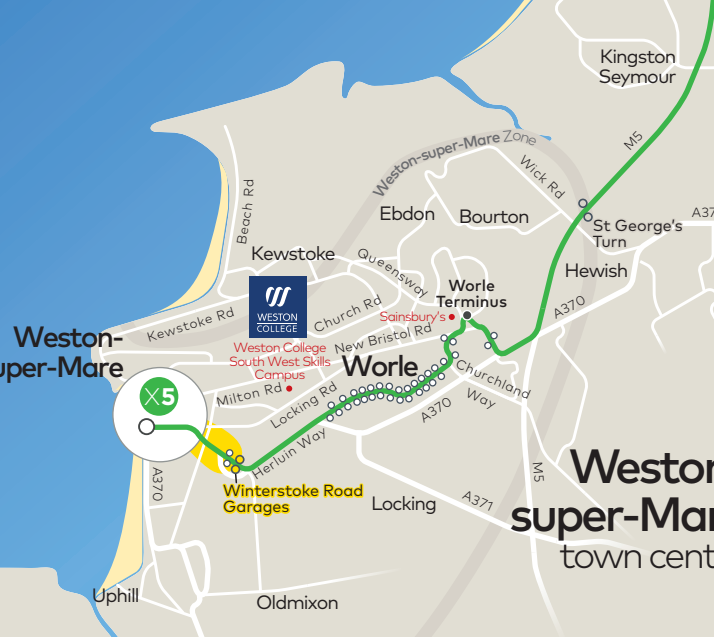 Kingston
Seymour
M5
Weston-super-Mare Zone
Wick Rd
A37
Beach Rd
Ebdon
Bourton
St George's
Turn
Kewstoke
Queensway
Hewish
Worle
Terminus
WESTON
COLLEGE
Church Rd
Sainsbury's
A370
Kewstoke Rd
New Bristol Rd
Weston-
uper-Mare
Weston College
South West Skills
Campus
Worle
Churchland
Way
X5
Milton Rd
Locking Rd
A370
Herluin Way
Weston
super-Mar
town cent
M5
A370
Winterstoke Road
Garages
Locking
A371
Uphill
Oldmixon